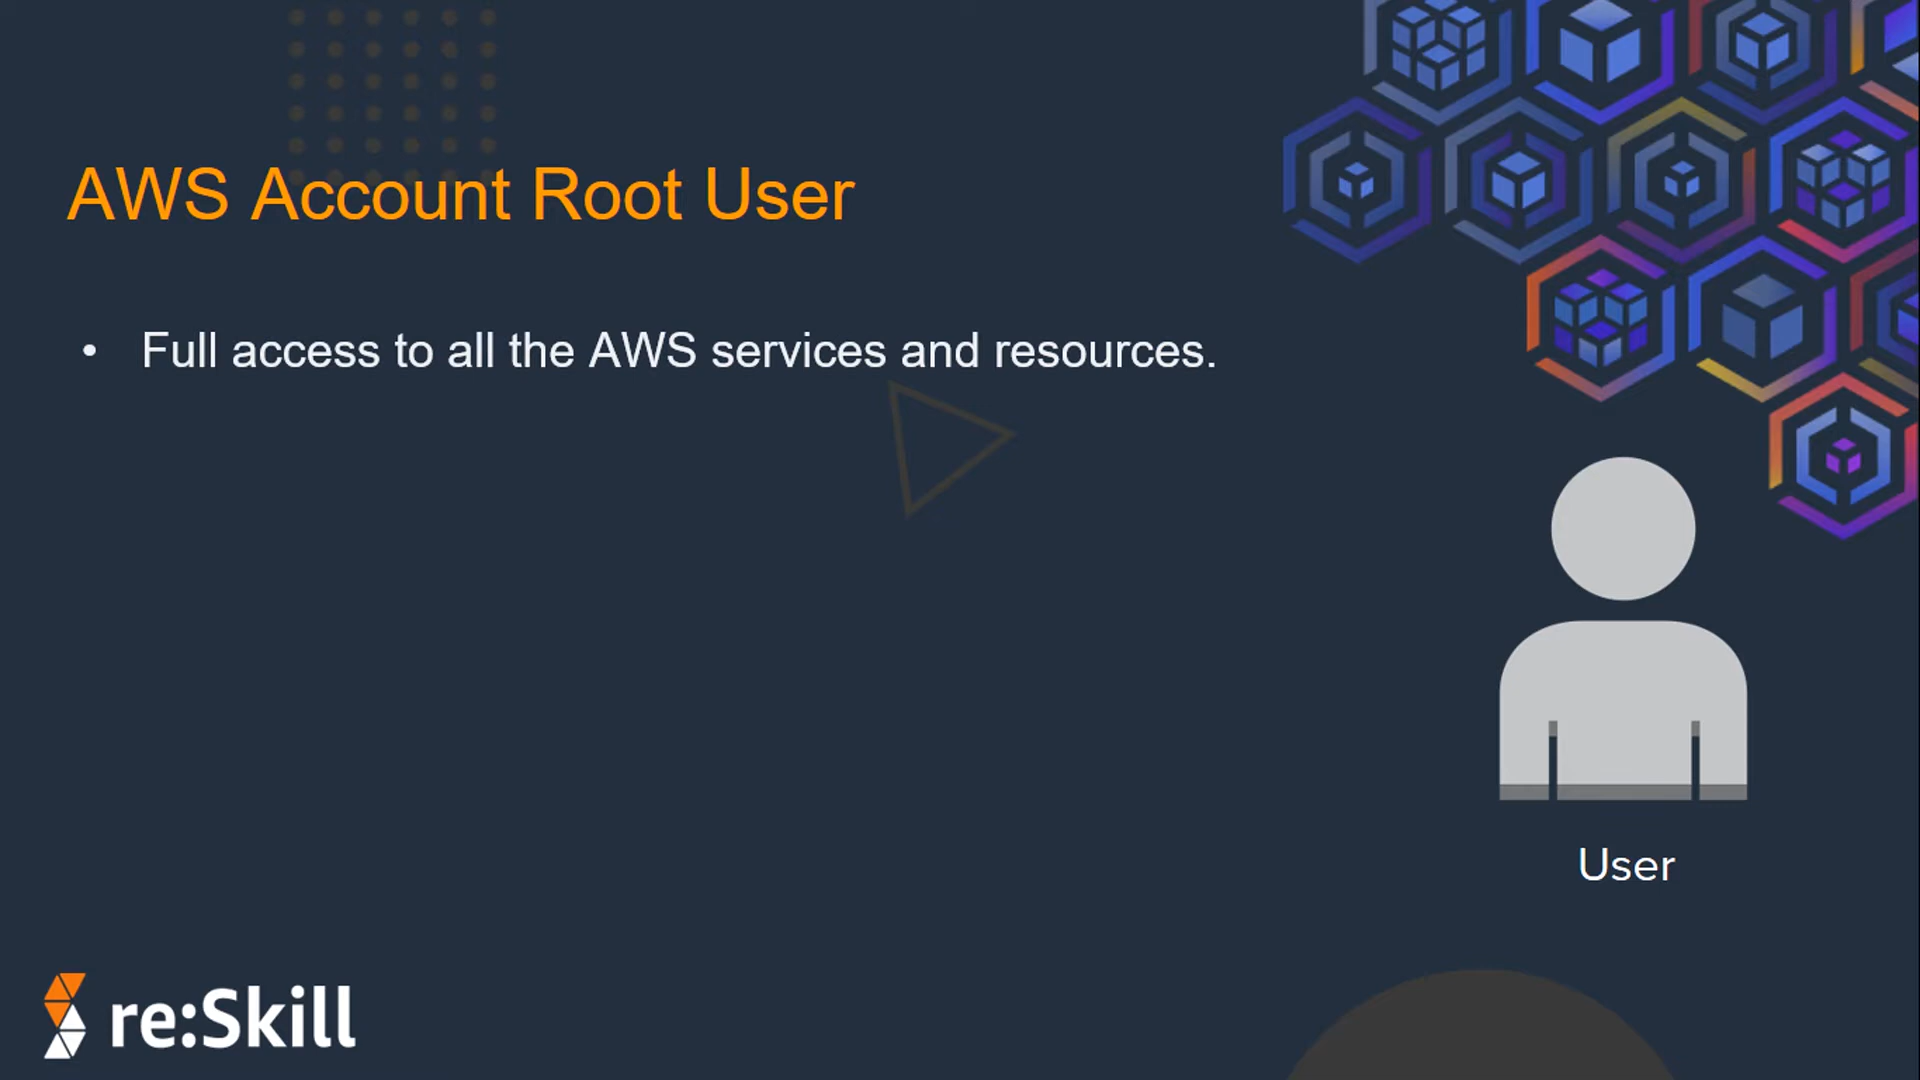 AWS Account Root User
• Full access to all the AWS services and resources.
User
re:Skill